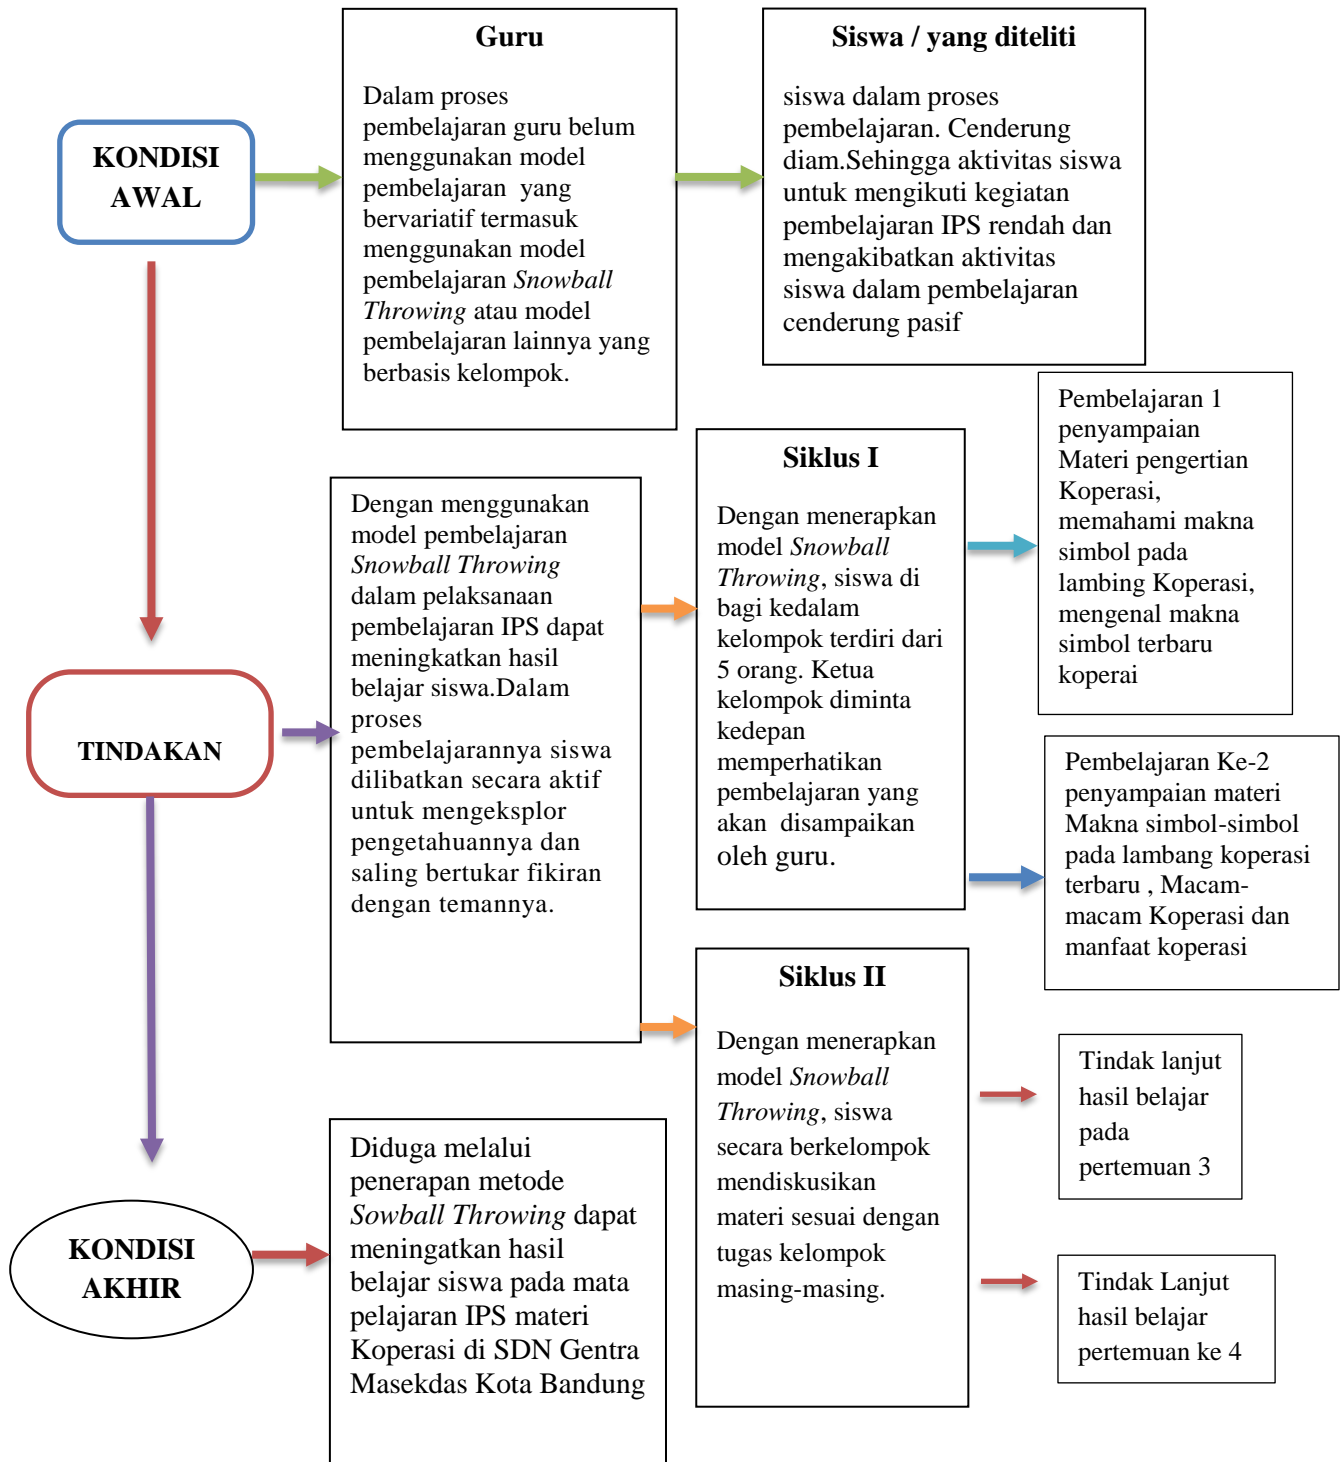 KONDISI
AWAL
Guru
Dalam proses
pembelajaran guru belum
menggunakan model
pembelajaran yang
bervariatif termasuk
menggunakan model
pembelajaran Snowball
Throwing atau model
pembelajaran lainnya yang
berbasis kelompok.
Siswa / yang diteliti
siswa dalam proses
pembelajaran. Cenderung
diam.Sehingga aktivitas siswa
untuk mengikuti kegiatan
pembelajaran IPS rendah dan
mengakibatkan aktivitas
siswa dalam pembelajaran
cenderung pasif
TINDAKAN
Dengan menggunakan
model pembelajaran
Snowball Throwing
dalam pelaksanaan
pembelajaran IPS dapat
meningkatkan hasil
belajar siswa.Dalam
proses
pembelajarannya siswa
dilibatkan secara aktif
untuk mengeksplor
pengetahuannya dan
saling bertukar fikiran
dengan temannya.
Siklus I
Dengan menerapkan
model Snowball
Throwing, siswa di
bagi kedalam
kelompok terdiri dari
5 orang. Ketua
kelompok diminta
kedepan
memperhatikan
pembelajaran yang
akan disampaikan
oleh guru.
Pembelajaran 1
penyampaian
Materi pengertian
Koperasi,
memahami makna
simbol pada
lambing Koperasi,
mengenal makna
simbol terbaru
koperai
Pembelajaran Ke-2
penyampaian materi
Makna simbol-simbol
pada lambang koperasi
terbaru , Macam-
macam Koperasi dan
manfaat koperasi
Siklus II
Dengan menerapkan
model Snowball
Throwing, siswa
secara berkelompok
mendiskusikan
materi sesuai dengan
tugas kelompok
masing-masing.
Tindak lanjut
hasil belajar
pada
pertemuan 3
Tindak Lanjut
hasil belajar
pertemuan ke 4
KONDISI
AKHIR
Diduga melalui
penerapan metode
Sowball Throwing dapat
meningatkan hasil
belajar siswa pada mata
pelajaran IPS materi
Koperasi di SDN Gentra
Masekdas Kota Bandung